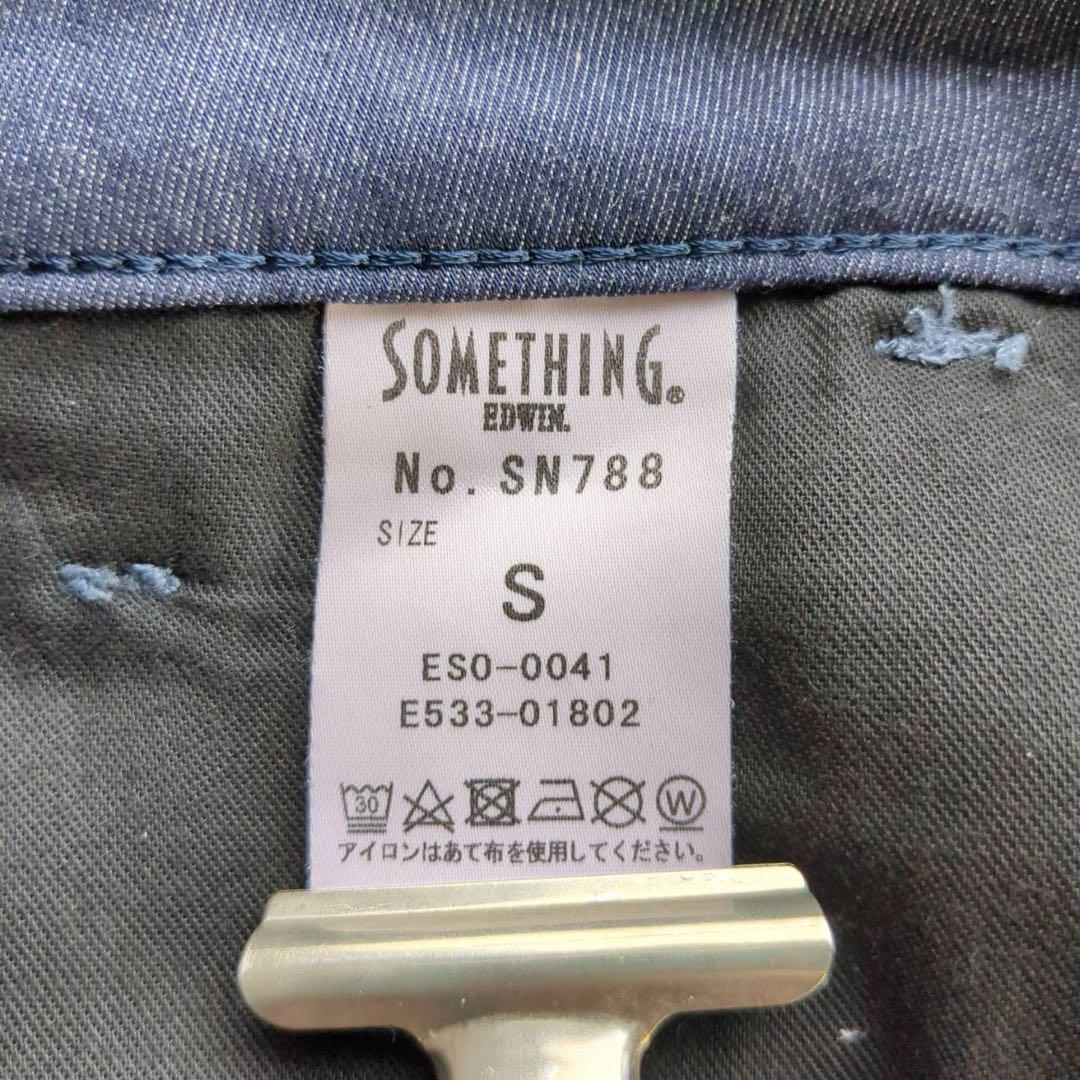 SOMETHING®
EDWIN.
No. SN788
SIZE
S
ESO-0041
E533-01802
30 W
アイロンはあて布を使用してください。